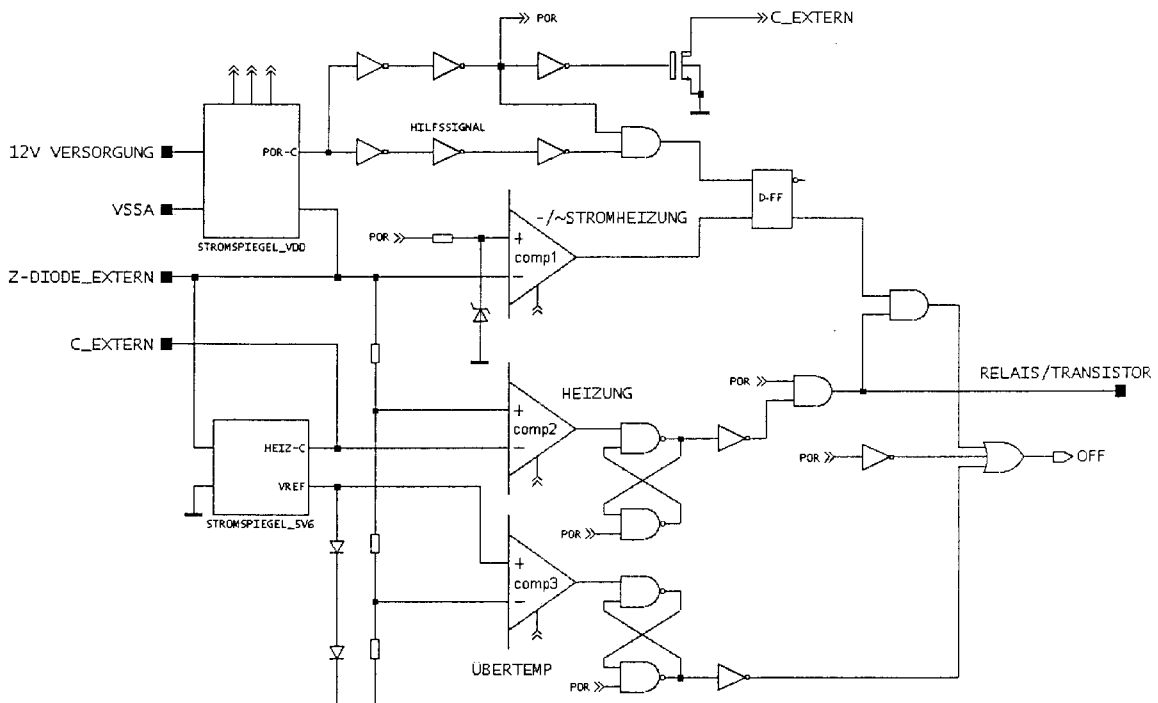 POR
C_EXTERN
HILFSSIGNAL
12V VERSORGUNG
POR-C
VSSA
STROMSPIEGEL_VDD
D-FF
-/~STROMHEIZUNG
POR
+
comp1
−
Z-DIODE_EXTERN
C_EXTERN
HEIZUNG
POR
RELAIS/TRANSISTOR
+
comp2
−
HEIZ-C
VREF
STROMSPIEGEL_5V6
POR
OFF
POR
+
comp3
−
ÜBERTEMP
POR